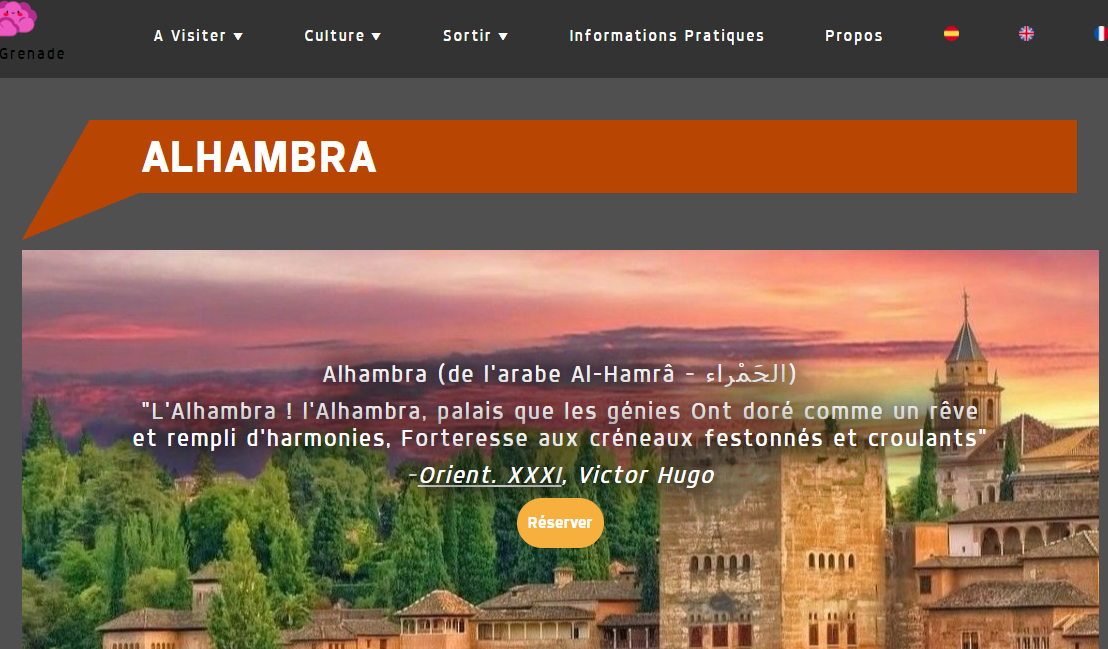 Grenade
A Visiter ▼ Culture ▼ Sortir ▼ Informations Pratiques Propos
ALHAMBRA
Alhambra (de l'arabe Al-Hamrâ - الحَمْراء)
"L'Alhambra ! l'Alhambra, palais que les génies Ont doré comme un rêve
et rempli d'harmonies, Forteresse aux créneaux festonnés et croulants"
-Orient. XXXI, Victor Hugo
Réserver